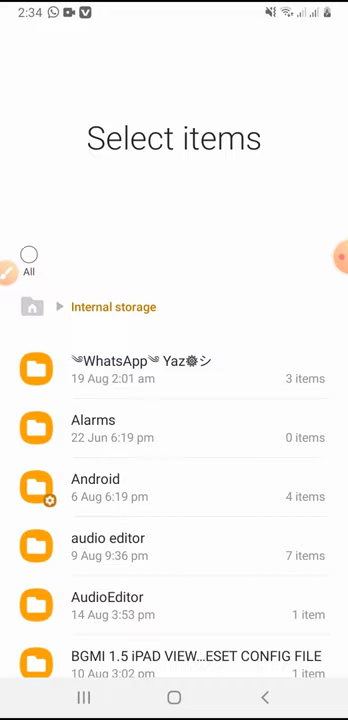 2:34
Select items
All
Internal storage
༄WhatsApp༄ Yaz๛シ
19 Aug 2:01 am 3 items
Alarms
22 Jun 6:19 pm 0 items
Android
6 Aug 6:19 pm 4 items
audio editor
9 Aug 9:36 pm 7 items
AudioEditor
14 Aug 3:53 pm 1 item
BGMI 1.5 iPAD VIEW...ESET CONFIG FILE
10 Aug 3:02 pm 1 item